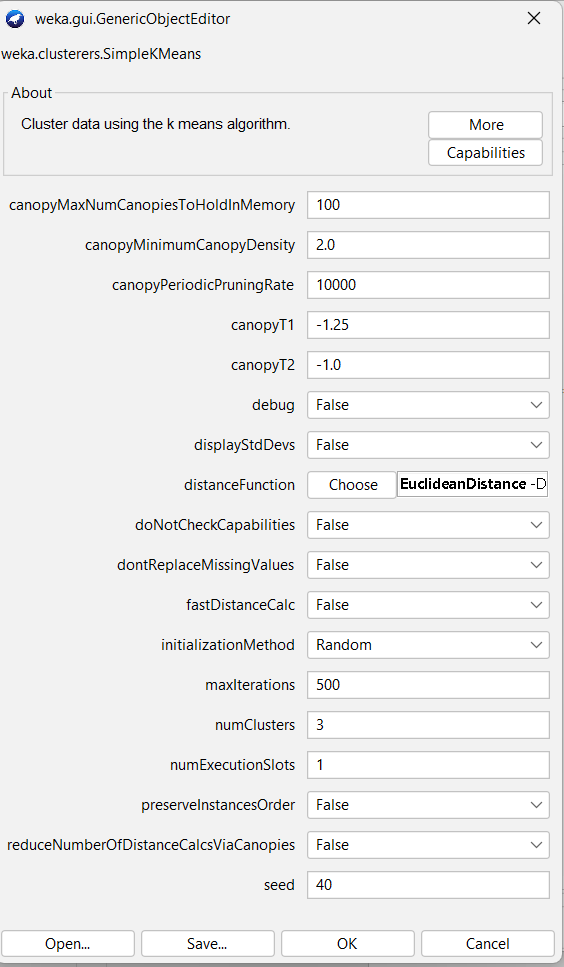 weka.gui.GenericObjectEditor
weka.clusterers.SimpleKMeans
About
Cluster data using the k means algorithm.
More
Capabilities
canopyMaxNumCanopiesToHoldInMemory 100
canopyMinimumCanopyDensity 2.0
canopyPeriodicPruningRate 10000
canopyT1 -1.25
canopyT2 -1.0
debug False
displayStdDevs False
distanceFunction Choose EuclideanDistance -D
doNotCheckCapabilities False
dontReplaceMissingValues False
fastDistanceCalc False
initializationMethod Random
maxIterations 500
numClusters 3
numExecutionSlots 1
preserveInstancesOrder False
reduceNumberOfDistanceCalcsViaCanopies False
seed 40
Open... Save... OK Cancel